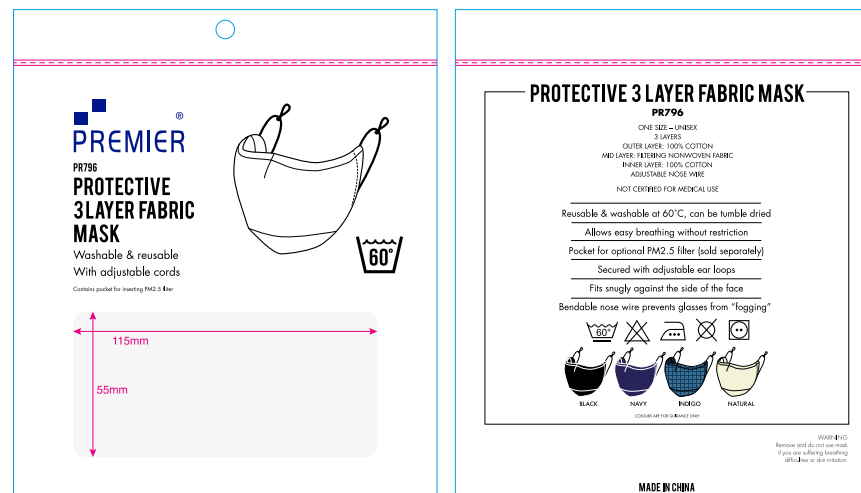 ®
PREMIER
PR796
PROTECTIVE
3 LAYER FABRIC
MASK
Washable & reusable
With adjustable cords
Contains pocket for inserting PM2.5 filter
60°
115mm
55mm
PROTECTIVE 3 LAYER FABRIC MASK
PR796
ONE SIZE – UNISEX
3 LAYERS
OUTER LAYER: 100% COTTON
MID LAYER: FILTERING NONWOVEN FABRIC
INNER LAYER: 100% COTTON
ADJUSTABLE NOSE WIRE
NOT CERTIFIED FOR MEDICAL USE
Reusable & washable at 60˚C, can be tumble dried
Allows easy breathing without restriction
Pocket for optional PM2.5 filter (sold separately)
Secured with adjustable ear loops
Fits snugly against the side of the face
Bendable nose wire prevents glasses from “fogging”
60°
BLACK NAVY INDIGO NATURAL
COLOURS ARE FOR GUIDANCE ONLY
WARNING
Remove and do not use mask
if you are suffering breathing
difficulties or skin irritation.
MADE IN CHINA